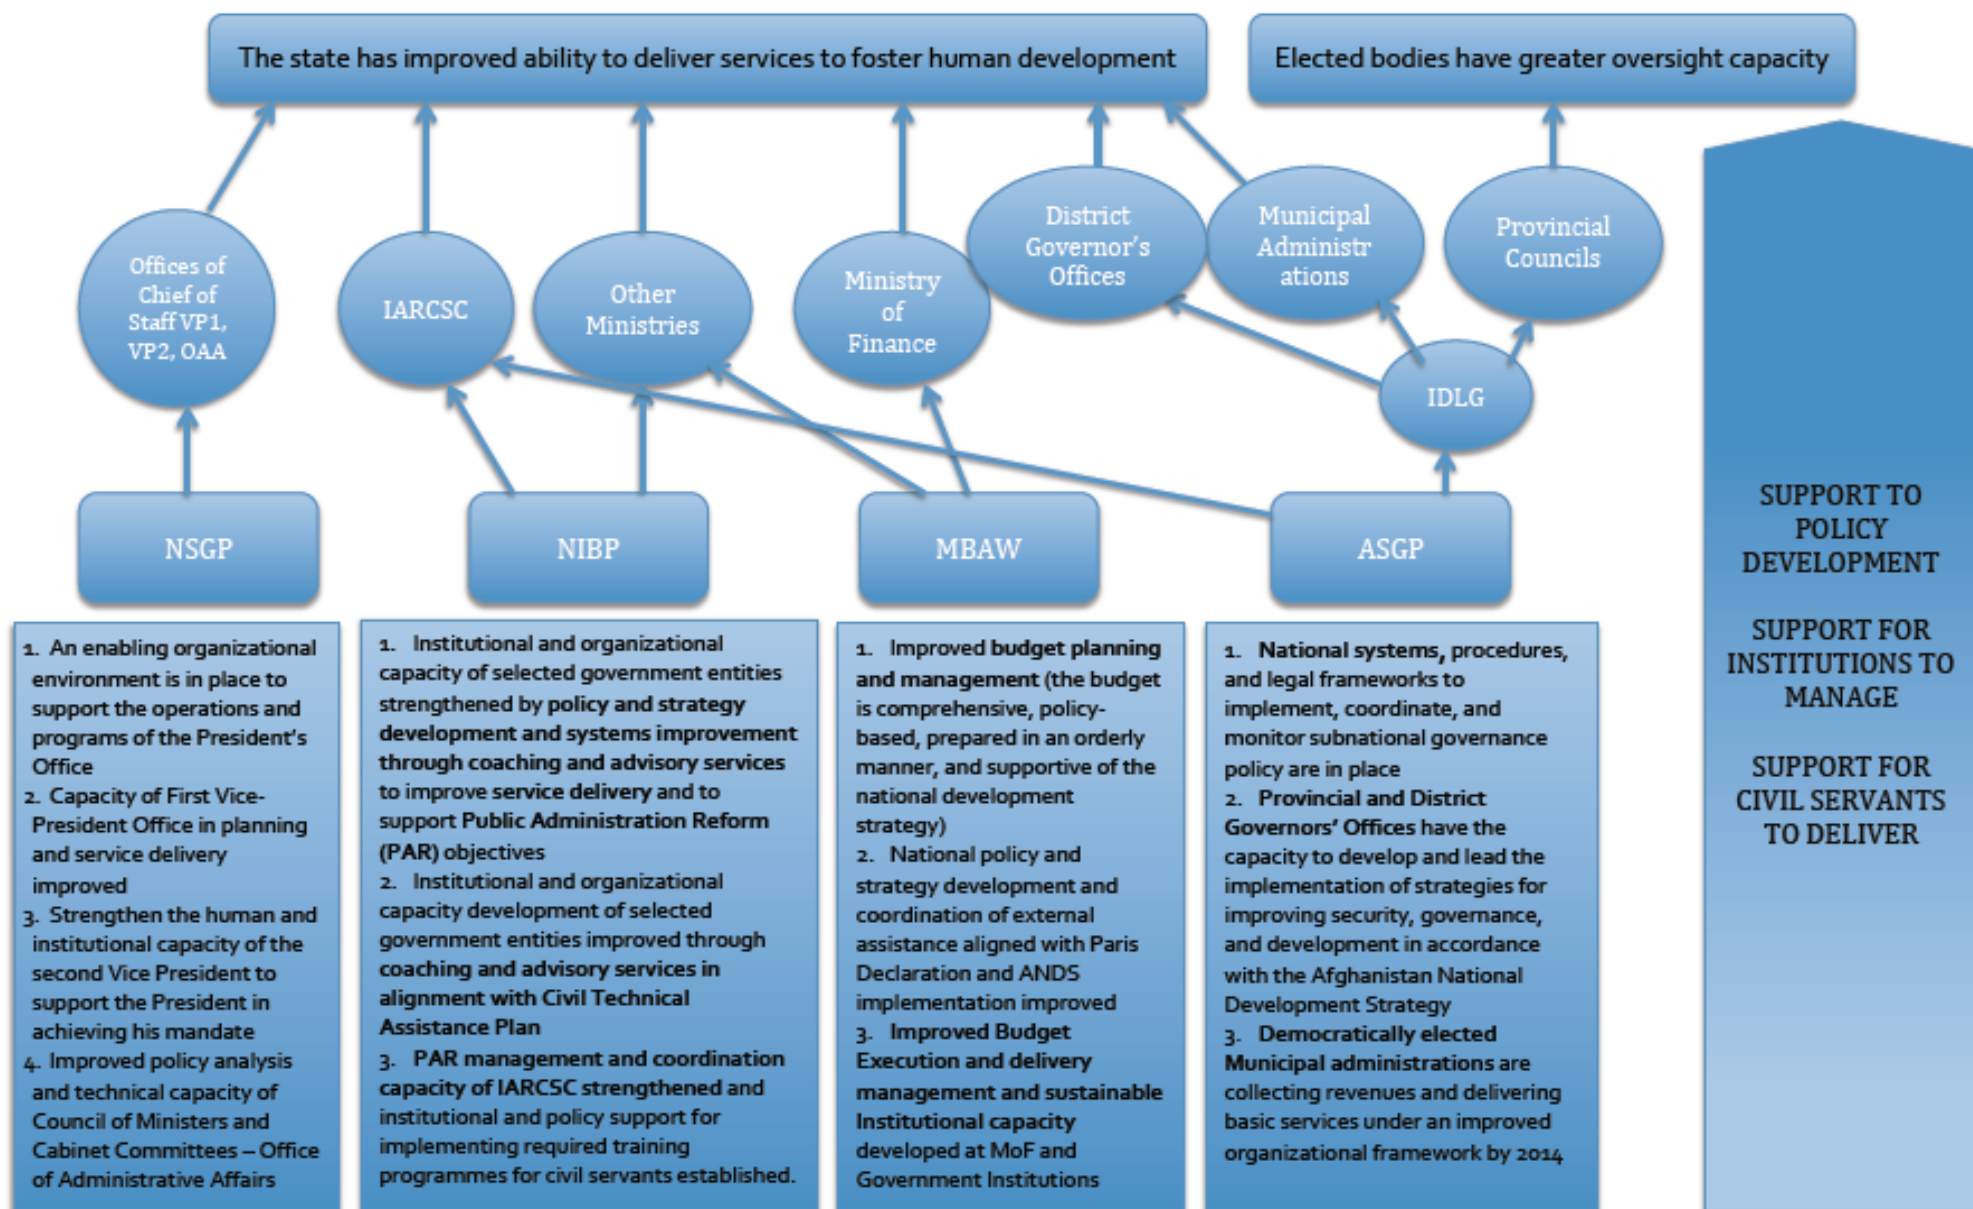 The state has improved ability to deliver services to foster human development
Elected bodies have greater oversight capacity
Offices of
Chief of
Staff VP1,
VP2, OAA
IARCSC
Other
Ministries
Ministry
of
Finance
District
Governor's
Offices
Municipal
Administr
ations
Provincial
Councils
IDLG
NSGP
NIBP
MBAW
ASGP
1. An enabling organizational
environment is in place to
support the operations and
programs of the President's
Office
2. Capacity of First Vice-
President Office in planning
and service delivery
improved
3. Strengthen the human and
institutional capacity of the
second Vice President to
support the President in
achieving his mandate
4. Improved policy analysis
and technical capacity of
Council of Ministers and
Cabinet Committees – Office
of Administrative Affairs
1. Institutional and organizational
capacity of selected government entities
strengthened by policy and strategy
development and systems improvement
through coaching and advisory services
to improve service delivery and to
support Public Administration Reform
(PAR) objectives
2. Institutional and organizational
capacity development of selected
government entities improved through
coaching and advisory services in
alignment with Civil Technical
Assistance Plan
3. PAR management and coordination
capacity of IARCSC strengthened and
institutional and policy support for
implementing required training
programmes for civil servants established.
1. Improved budget planning
and management (the budget
is comprehensive, policy-
based, prepared in an orderly
manner, and supportive of the
national development
strategy)
2. National policy and
strategy development and
coordination of external
assistance aligned with Paris
Declaration and ANDS
implementation improved
3. Improved Budget
Execution and delivery
management and sustainable
Institutional capacity
developed at MoF and
Government Institutions
1. National systems, procedures,
and legal frameworks to
implement, coordinate, and
monitor subnational governance
policy are in place
2. Provincial and District
Governors' Offices have the
capacity to develop and lead the
implementation of strategies for
improving security, governance,
and development in accordance
with the Afghanistan National
Development Strategy
3. Democratically elected
Municipal administrations are
collecting revenues and delivering
basic services under an improved
organizational framework by 2014
SUPPORT TO
POLICY
DEVELOPMENT
SUPPORT FOR
INSTITUTIONS TO
MANAGE
SUPPORT FOR
CIVIL SERVANTS
TO DELIVER